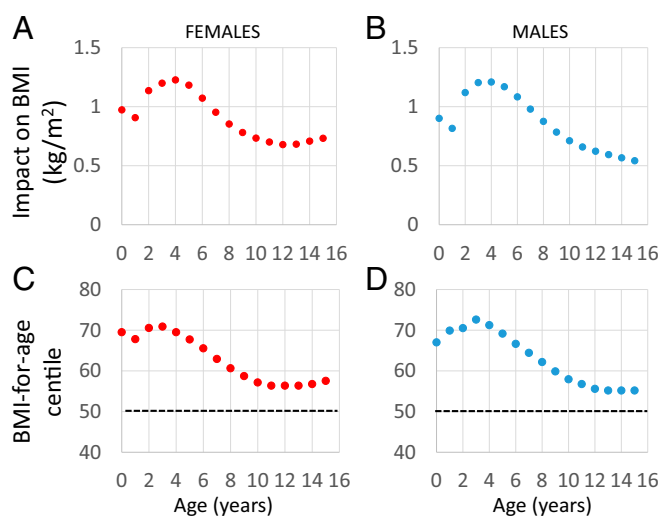 A FEMALES B MALES
Impact on BMI
(kg/m²)
1.5 1.5
1 1
0.5 0.5
0 0
0 2 4 6 8 10 12 14 16 0 2 4 6 8 10 12 14 16
C D
BMI-for-age
centile
80 80
70 70
60 60
50 50
40 40
0 2 4 6 8 10 12 14 16 0 2 4 6 8 10 12 14 16
Age (years) Age (years)